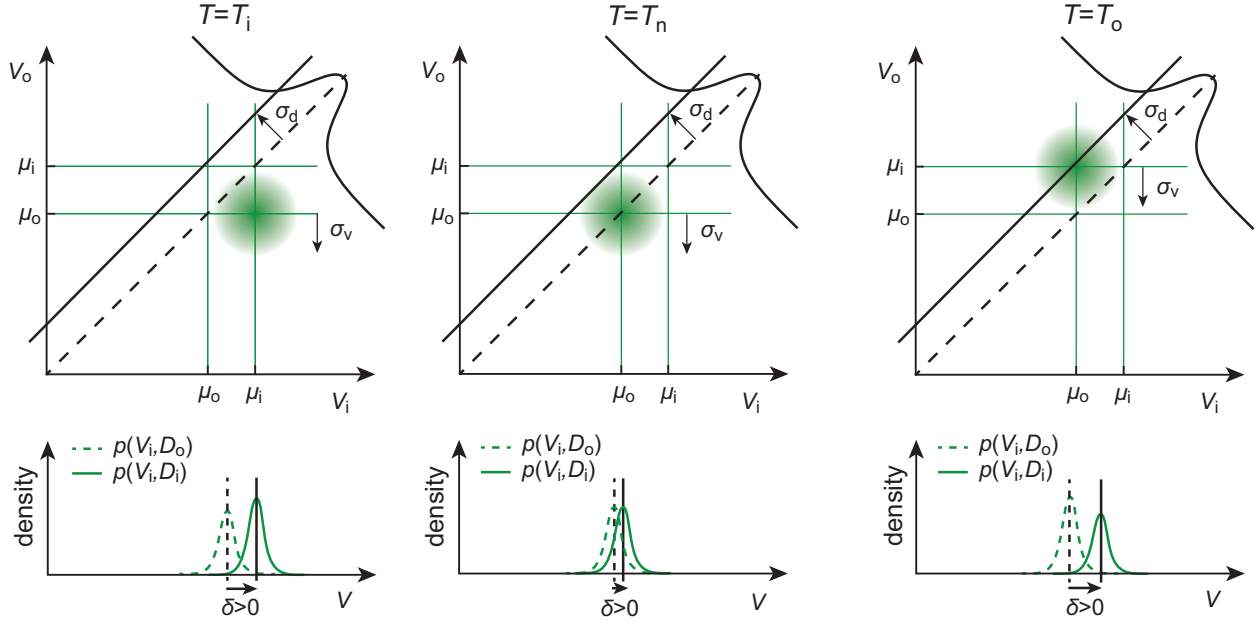 T=Tᵢ
T=Tₙ
T=Tₒ
Vₒ
μᵢ
μₒ
σd
σᵥ
μₒ
μᵢ
Vᵢ
Vₒ
μᵢ
μₒ
σd
σᵥ
μₒ
μᵢ
Vᵢ
Vₒ
μᵢ
μₒ
σd
σᵥ
μₒ
μᵢ
Vᵢ
density
p(Vᵢ,Dₒ)
p(Vᵢ,Dᵢ)
δ>0
V
density
p(Vᵢ,Dₒ)
p(Vᵢ,Dᵢ)
δ>0
V
density
p(Vᵢ,Dₒ)
p(Vᵢ,Dᵢ)
δ>0
V